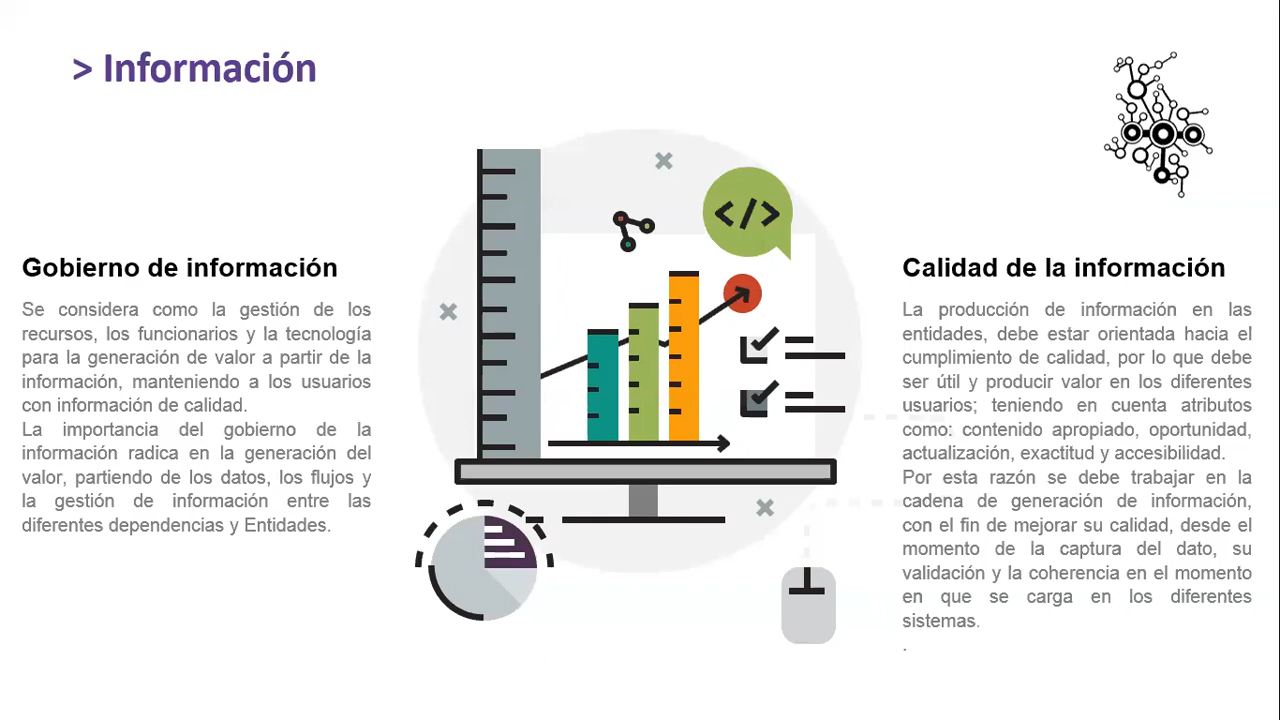 > Información
Gobierno de información
Se considera como la gestión de los
recursos, los funcionarios y la tecnología
para la generación de valor a partir de la
información, manteniendo a los usuarios
con información de calidad.
La importancia del gobierno de la
información radica en la generación del
valor, partiendo de los datos, los flujos y
la gestión de información entre las
diferentes dependencias y Entidades.
</>
Calidad de la información
La producción de información en las
entidades, debe estar orientada hacia el
cumplimiento de calidad, por lo que debe
ser útil y producir valor en los diferentes
usuarios; teniendo en cuenta atributos
como: contenido apropiado, oportunidad,
actualización, exactitud y accesibilidad.
Por esta razón se debe trabajar en la
cadena de generación de información,
con el fin de mejorar su calidad, desde el
momento de la captura del dato, su
validación y la coherencia en el momento
en que se carga en los diferentes
sistemas.
.